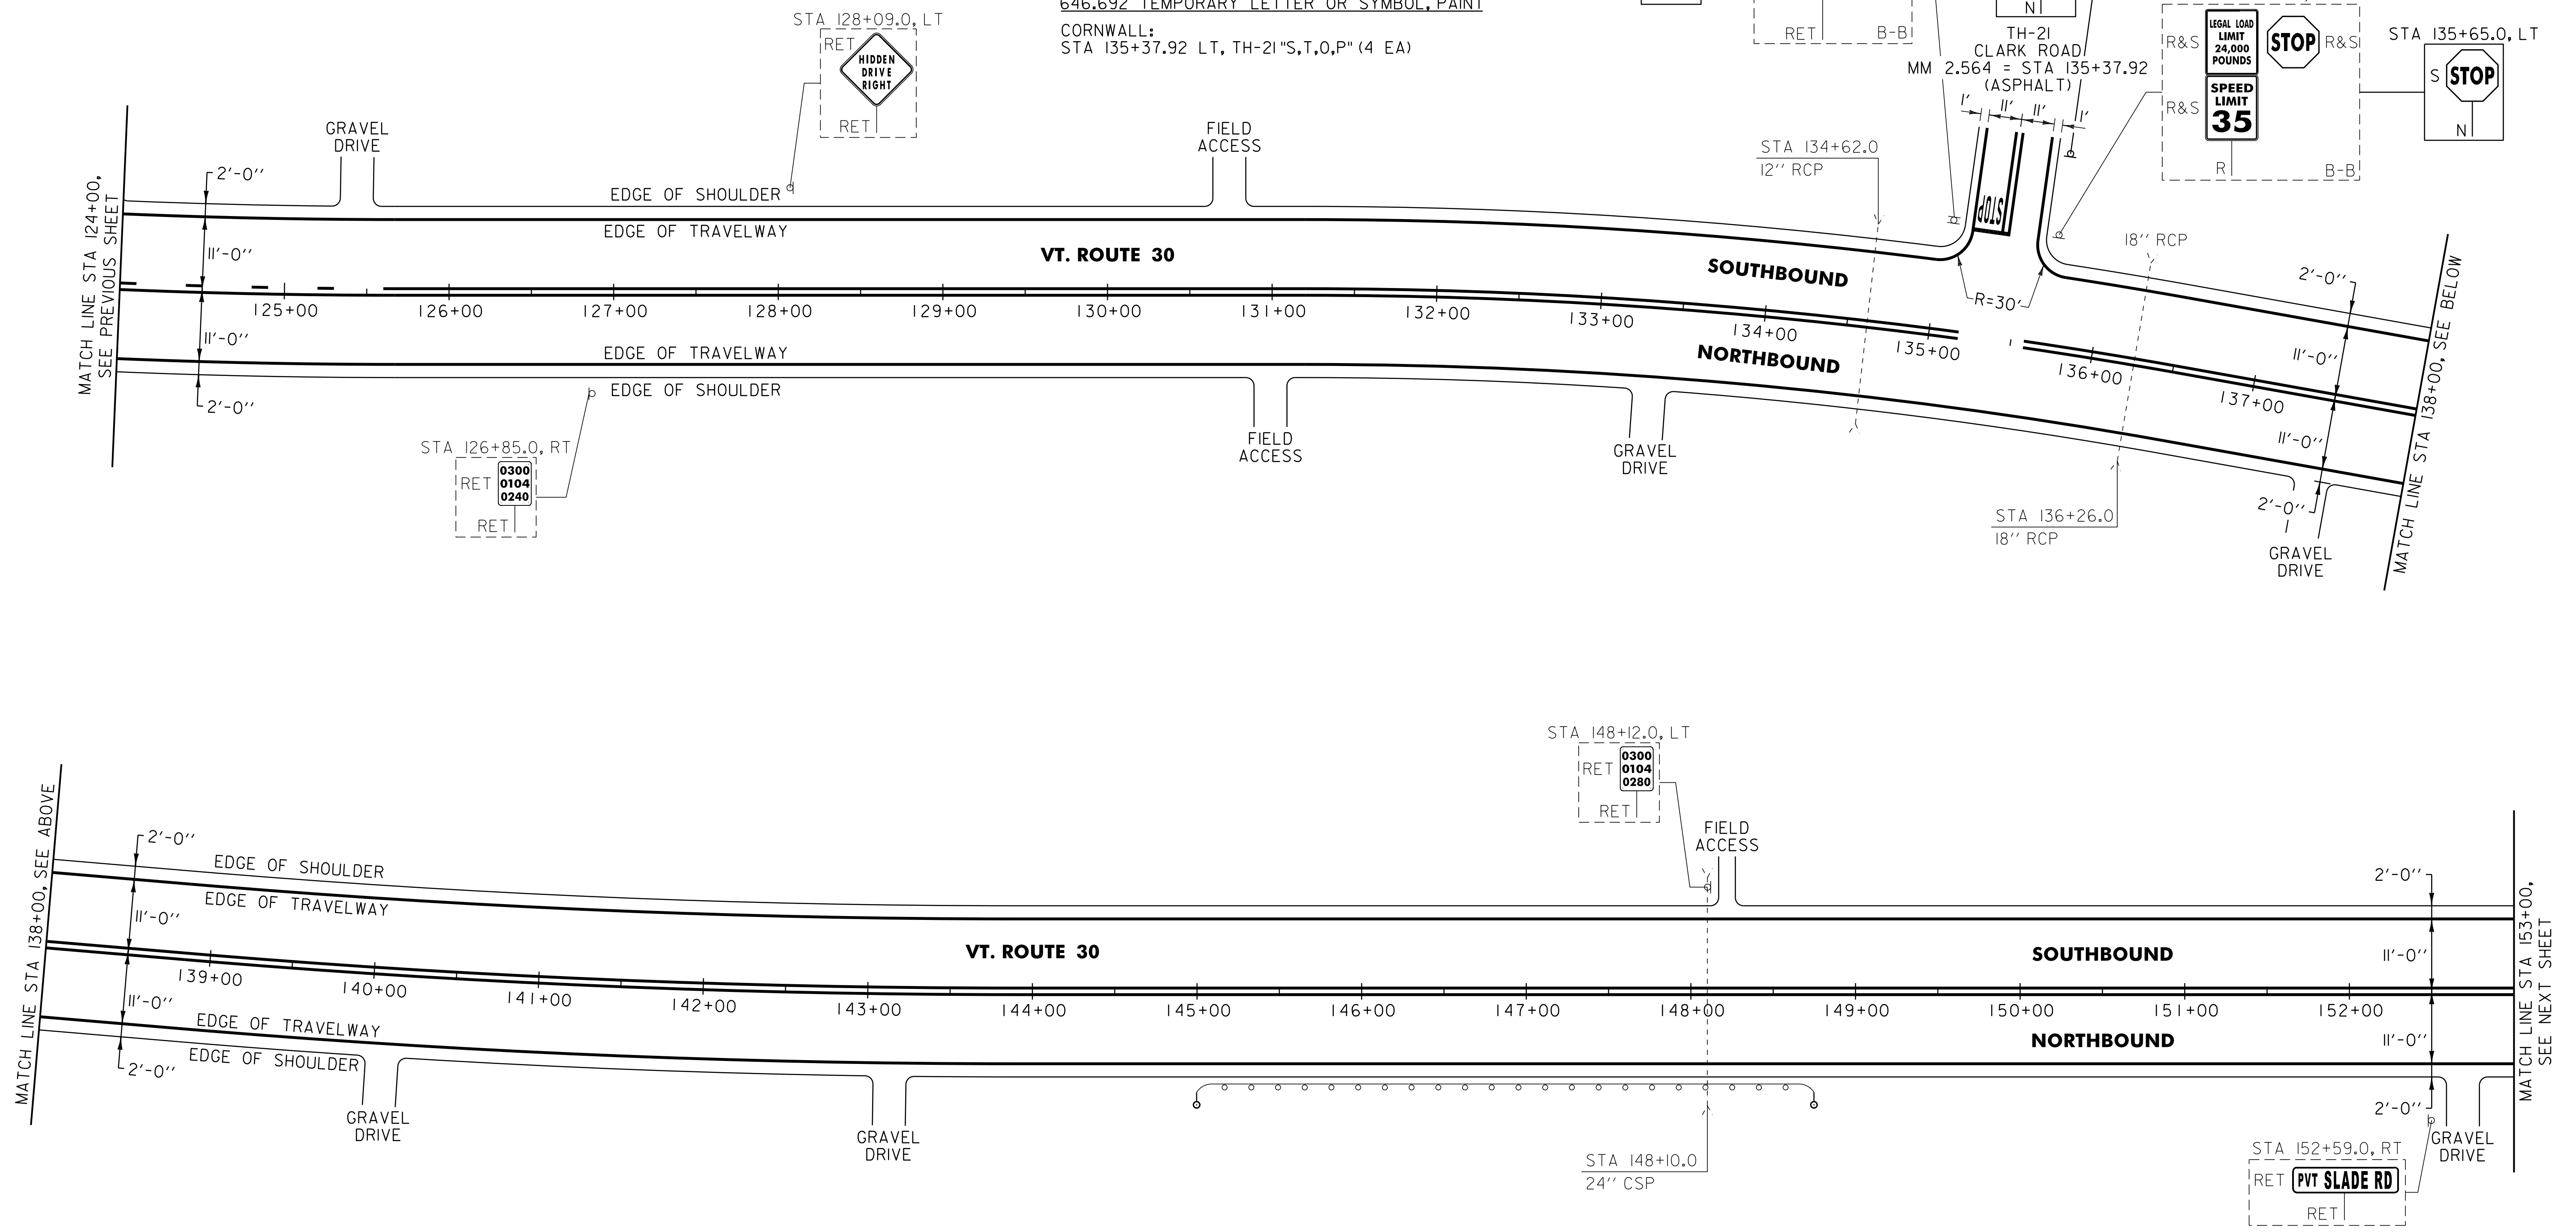 646.692 TEMPORARY LETTER OR SYMBOL, PAINT
CORNWALL:
STA 135+37.92 LT, TH-21 "S,T,O,P" (4 EA)
STA 128+09.0, LT
RET
HIDDEN
DRIVE
RIGHT
RET
RET
B-B
N
TH-21
CLARK ROAD
MM 2.564 = STA 135+37.92
(ASPHALT)
1'
11'
11'
1'
R&S
LEGAL LOAD
LIMIT
24,000
POUNDS
STOP
R&S
R&S
SPEED
LIMIT
35
R
B-B
STA 135+65.0, LT
S
STOP
N
MATCH LINE STA 124+00,
SEE PREVIOUS SHEET
GRAVEL
DRIVE
FIELD
ACCESS
STA 134+62.0
12'' RCP
STOP
18'' RCP
R=30'
2'-0''
11'-0''
11'-0''
2'-0''
EDGE OF SHOULDER
EDGE OF TRAVELWAY
VT. ROUTE 30
SOUTHBOUND
125+00
126+00
127+00
128+00
129+00
130+00
131+00
132+00
133+00
134+00
135+00
136+00
137+00
NORTHBOUND
EDGE OF TRAVELWAY
EDGE OF SHOULDER
2'-0''
11'-0''
11'-0''
2'-0''
MATCH LINE STA 138+00, SEE BELOW
STA 126+85.0, RT
RET
0300
0104
0240
RET
FIELD
ACCESS
GRAVEL
DRIVE
STA 136+26.0
18'' RCP
GRAVEL
DRIVE
MATCH LINE STA 138+00, SEE ABOVE
2'-0''
11'-0''
11'-0''
2'-0''
EDGE OF SHOULDER
EDGE OF TRAVELWAY
VT. ROUTE 30
STA 148+12.0, LT
RET
0300
0104
0280
RET
FIELD
ACCESS
SOUTHBOUND
139+00
140+00
141+00
142+00
143+00
144+00
145+00
146+00
147+00
148+00
149+00
150+00
151+00
152+00
NORTHBOUND
EDGE OF TRAVELWAY
EDGE OF SHOULDER
GRAVEL
DRIVE
GRAVEL
DRIVE
STA 148+10.0
24'' CSP
2'-0''
11'-0''
11'-0''
2'-0''
MATCH LINE STA 153+00,
SEE NEXT SHEET
GRAVEL
DRIVE
STA 152+59.0, RT
RET
PVT SLADE RD
RET